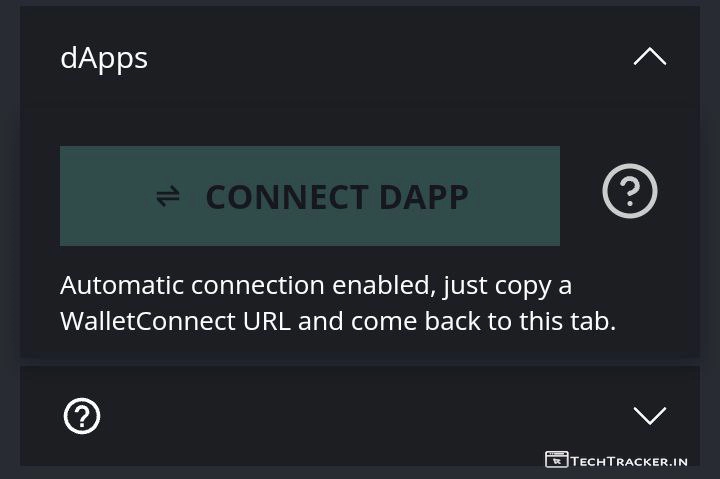 dApps
⇌ CONNECT DAPP
Automatic connection enabled, just copy a
WalletConnect URL and come back to this tab.
TECHTRACKER.IN